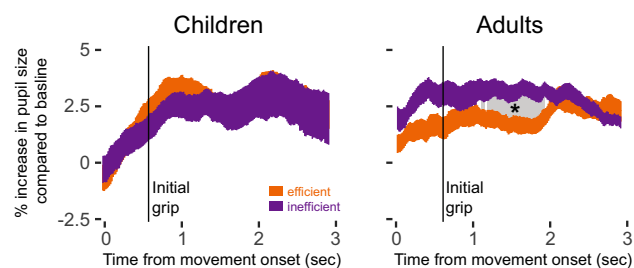 Children
Adults
% increase in pupil size
compared to bastline
5
2.5
0
-2.5
Initial
grip
efficient
inefficient
Initial
grip
0 1 2 3
0 1 2 3
Time from movement onset (sec)
Time from movement onset (sec)
*